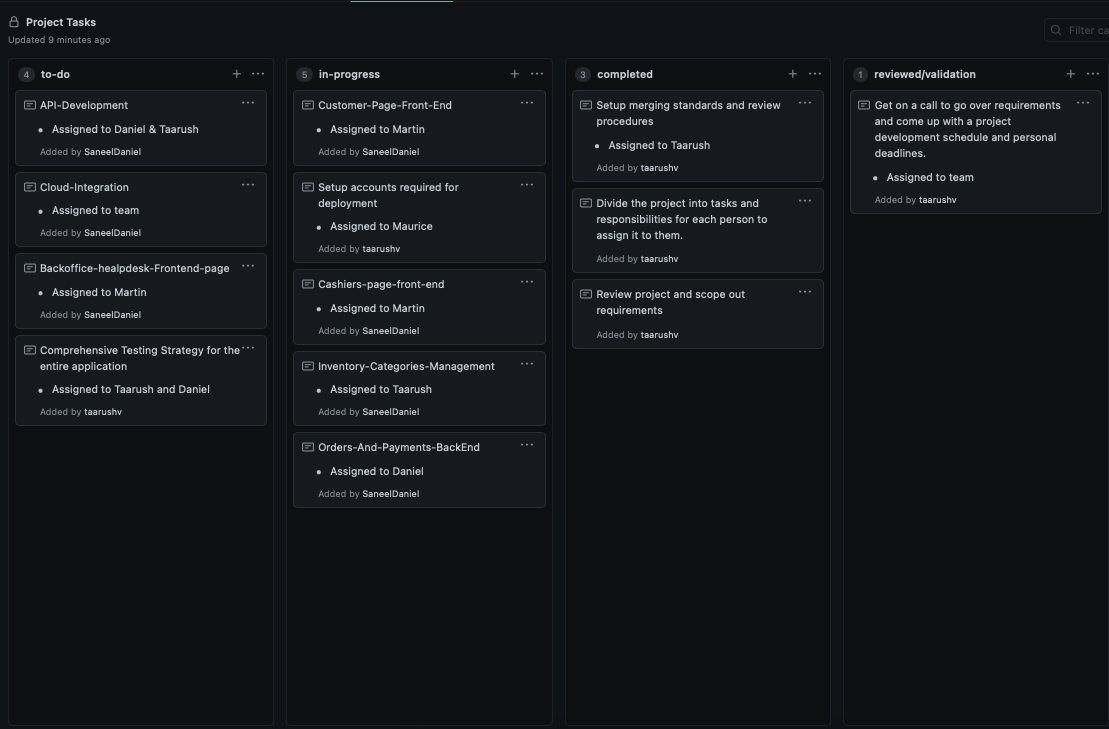 Project Tasks
Updated 9 minutes ago
Filter ca
4 to-do
API-Development
Assigned to Daniel & Taarush
Added by SaneelDaniel
Cloud-Integration
Assigned to team
Added by SaneelDaniel
Backoffice-healpdesk-Frontend-page
Assigned to Martin
Added by SaneelDaniel
Comprehensive Testing Strategy for the
entire application
Assigned to Taarush and Daniel
Added by taarushv
5 in-progress
Customer-Page-Front-End
Assigned to Martin
Added by SaneelDaniel
Setup accounts required for
deployment
Assigned to Maurice
Added by taarushv
Cashiers-page-front-end
Assigned to Martin
Added by SaneelDaniel
Inventory-Categories-Management
Assigned to Taarush
Added by SaneelDaniel
Orders-And-Payments-BackEnd
Assigned to Daniel
Added by SaneelDaniel
3 completed
Setup merging standards and review
procedures
Assigned to Taarush
Added by taarushv
Divide the project into tasks and
responsibilities for each person to
assign it to them.
Added by taarushv
Review project and scope out
requirements
Added by taarushv
1 reviewed/validation
Get on a call to go over requirements
and come up with a project
development schedule and personal
deadlines.
Assigned to team
Added by taarushv